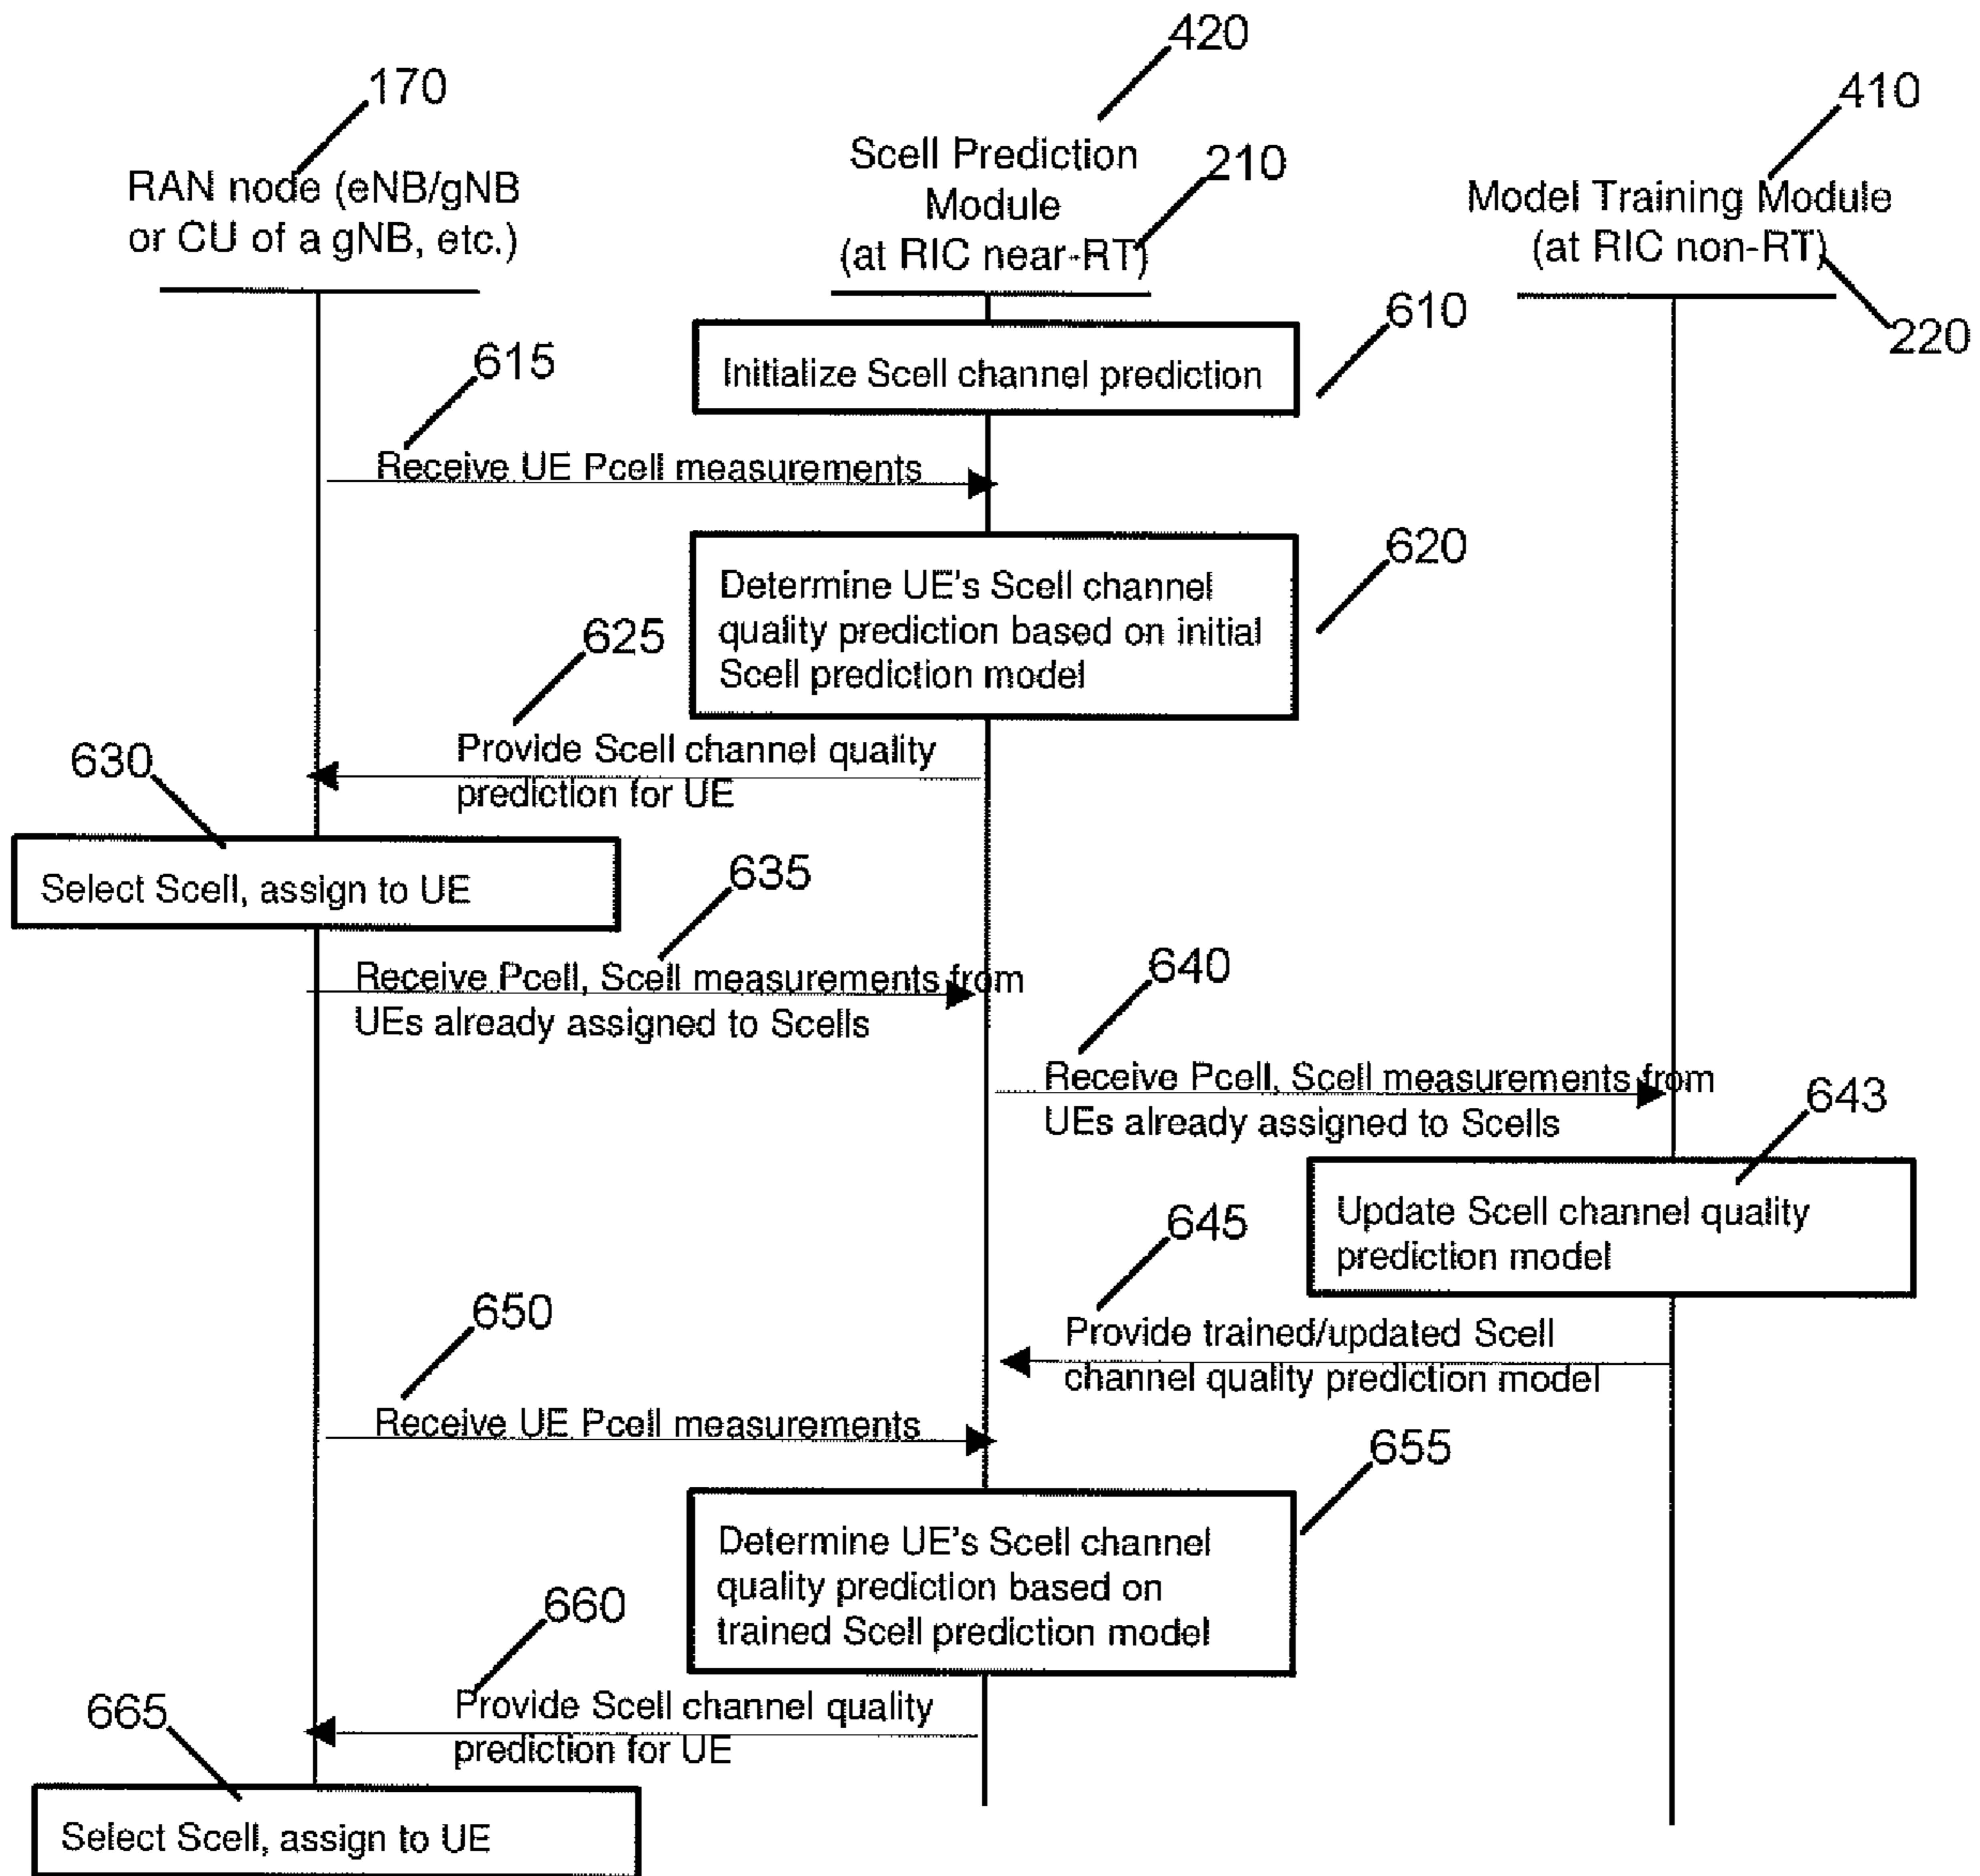 420
170
410
Scell Prediction
Module
(at RIC near-RT)
210
RAN node (eNB/gNB
or CU of a gNB, etc.)
Model Training Module
(at RIC non-RT)
220
610
Initialize Scell channel prediction
615
Receive UE Pcell measurements
620
Determine UE's Scell channel
quality prediction based on initial
Scell prediction model
625
Provide Scell channel quality
prediction for UE
630
Select Scell, assign to UE
635
Receive Pcell, Scell measurements from
UEs already assigned to Scells
640
Receive Pcell, Scell measurements from
UEs already assigned to Scells
643
Update Scell channel quality
prediction model
645
Provide trained/updated Scell
channel quality prediction model
650
Receive UE Pcell measurements
655
Determine UE's Scell channel
quality prediction based on
trained Scell prediction model
660
Provide Scell channel quality
prediction for UE
665
Select Scell, assign to UE